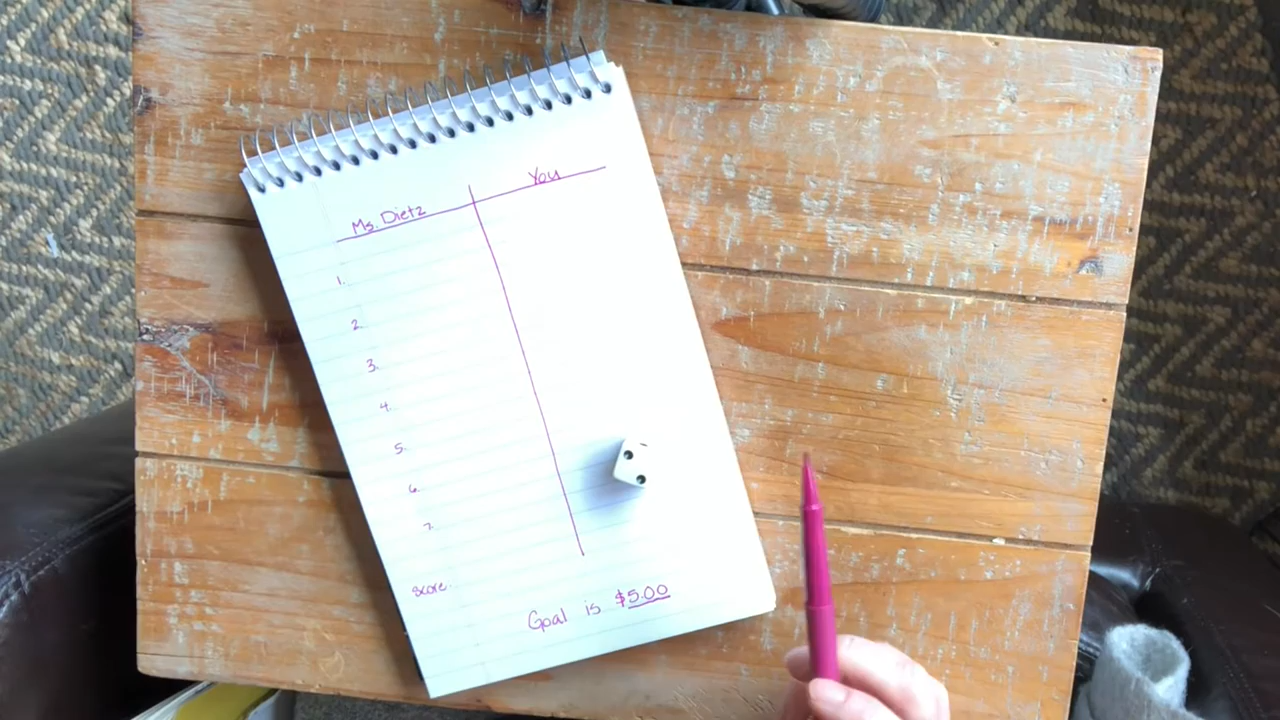 Ms. Dietz You
1.
2.
3.
4.
5.
6.
7.
Score.
Goal is $5.00